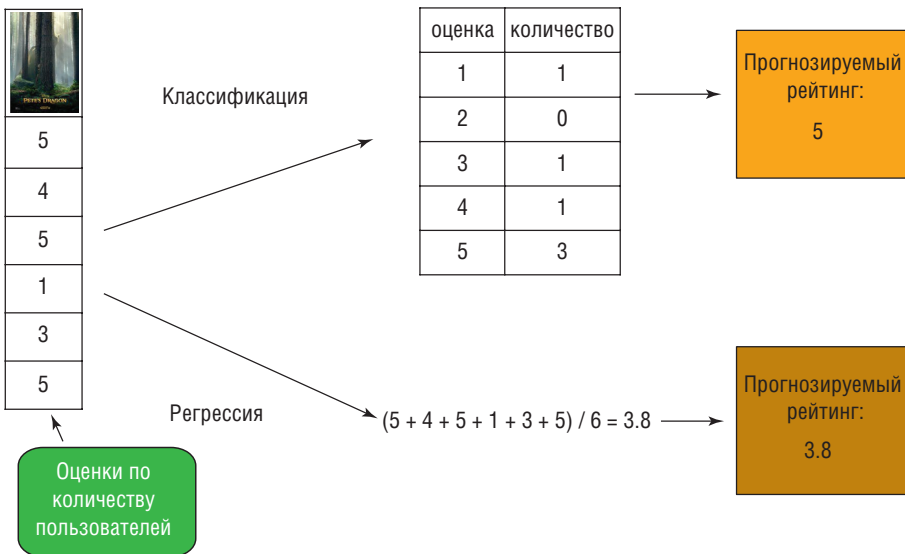 PETE'S DRAGON
5
4
5
1
3
5
Оценки по
количеству
пользователей
Классификация
оценка количество
1 1
2 0
3 1
4 1
5 3
Прогнозируемый
рейтинг:
5
Регрессия
(5 + 4 + 5 + 1 + 3 + 5) / 6 = 3.8
Прогнозируемый
рейтинг:
3.8